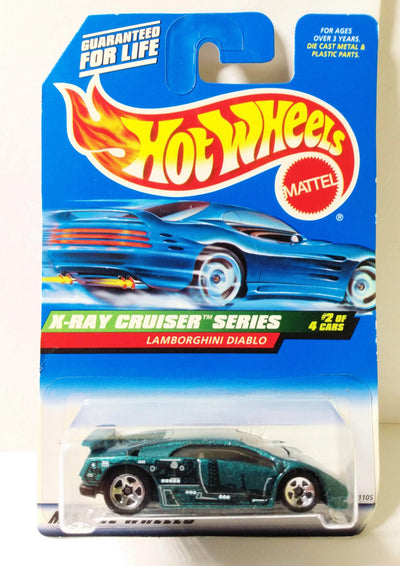 GUARANTEED
FOR LIFE
FOR AGES
OVER 3 YEARS.
DIE CAST METAL &
PLASTIC PARTS.
HOT WHEELS
MATTEL
®
X-RAY CRUISER™ SERIES
#2 OF
4 CARS
LAMBORGHINI DIABLO
1105
WHEELS